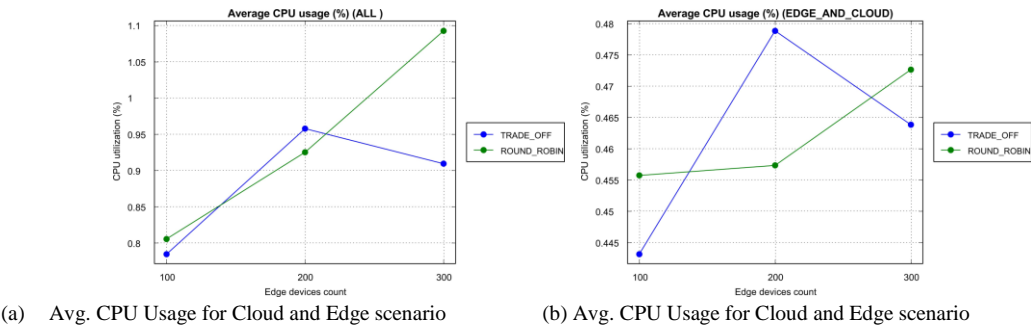 Average CPU usage (%) (ALL )
CPU utilization (%)
1.1
1.05
1
0.95
0.9
0.85
0.8
100
200
300
Edge devices count
TRADE_OFF
ROUND_ROBIN
Average CPU usage (%) (EDGE_AND_CLOUD)
CPU utilization (%)
0.48
0.475
0.47
0.465
0.46
0.455
0.45
0.445
100
200
300
Edge devices count
TRADE_OFF
ROUND_ROBIN
(a) Avg. CPU Usage for Cloud and Edge scenario
(b) Avg. CPU Usage for Cloud and Edge scenario